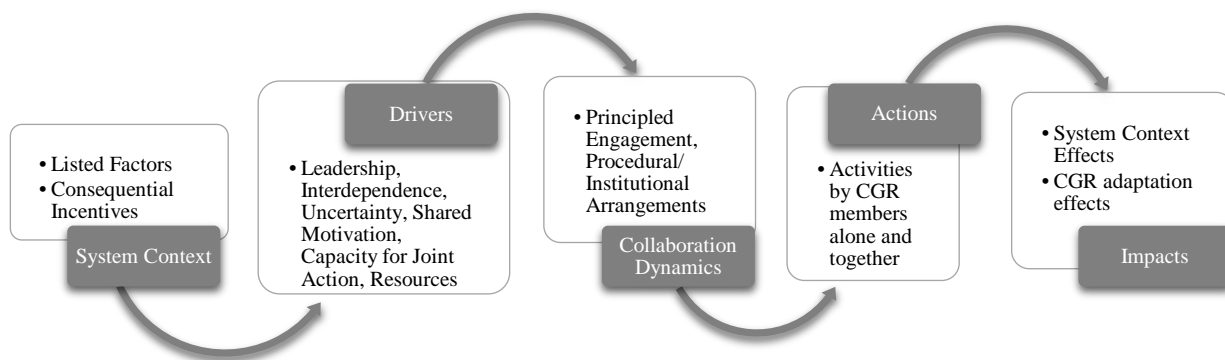 • Listed Factors
• Consequential
Incentives
System Context
Drivers
• Leadership,
Interdependence,
Uncertainty, Shared
Motivation,
Capacity for Joint
Action, Resources
• Principled
Engagement,
Procedural/
Institutional
Arrangements
Collaboration
Dynamics
Actions
• Activities
by CGR
members
alone and
together
• System Context
Effects
• CGR adaptation
effects
Impacts